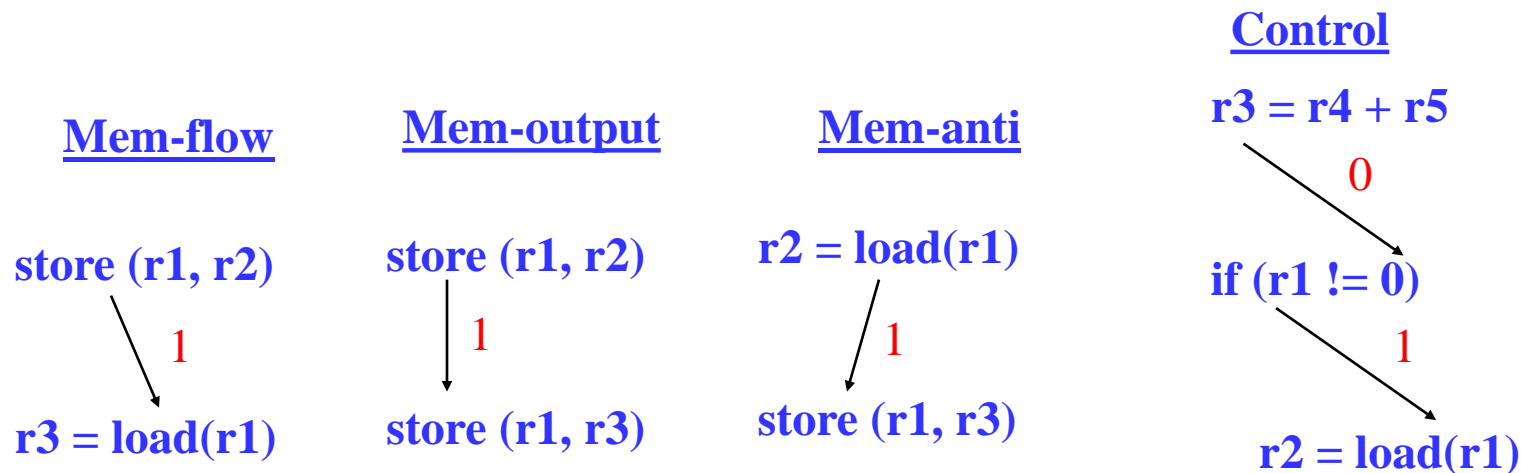 Mem-flow
store (r1, r2)
1
r3 = load(r1)
Mem-output
store (r1, r2)
1
store (r1, r3)
Mem-anti
r2 = load(r1)
1
store (r1, r3)
Control
r3 = r4 + r5
0
if (r1 != 0)
1
r2 = load(r1)